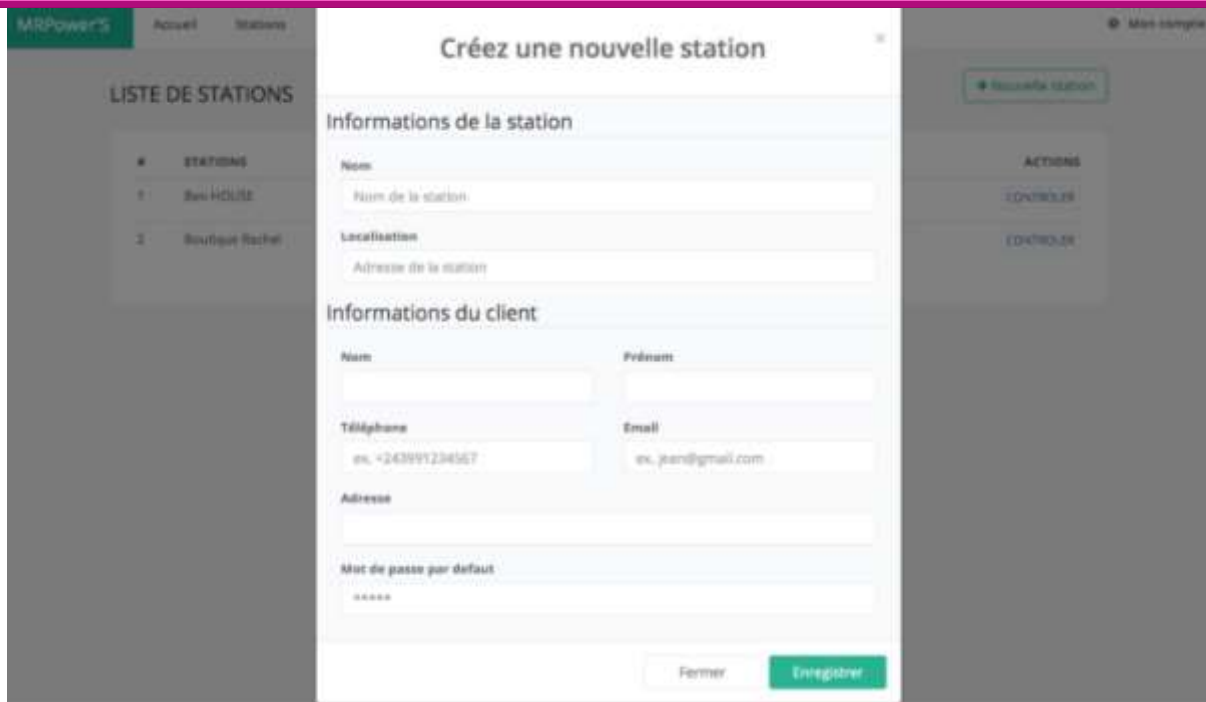 MRPower'S Accueil Stations Mon compte
Créez une nouvelle station ×
LISTE DE STATIONS + Nouvelle station
Informations de la station
# STATIONS ACTIONS
Nom
1 Ben HOUSE CONTROLER
Nom de la station
Localisation
2 Boutique Rachel CONTROLER
Adresse de la station
Informations du client
Nom Prénom
Téléphone Email
ex. +243991234567 ex. jean@gmail.com
Adresse
Mot de passe par defaut
*****
Fermer Enregistrer